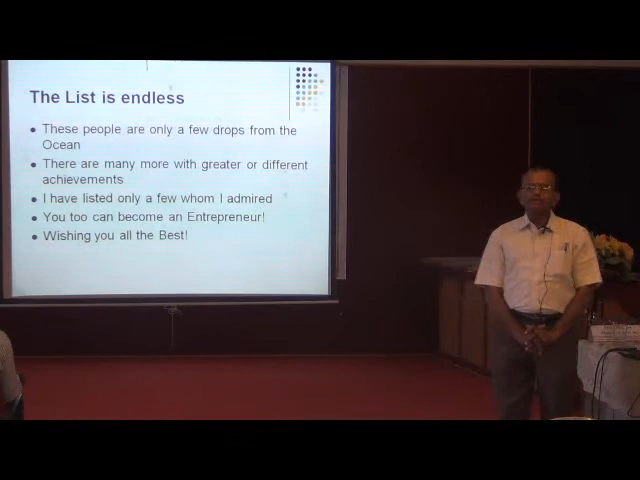 The List is endless
These people are only a few drops from the
Ocean
There are many more with greater or different
achievements
I have listed only a few whom I admired
You too can become an Entrepreneur!
Wishing you all the Best!